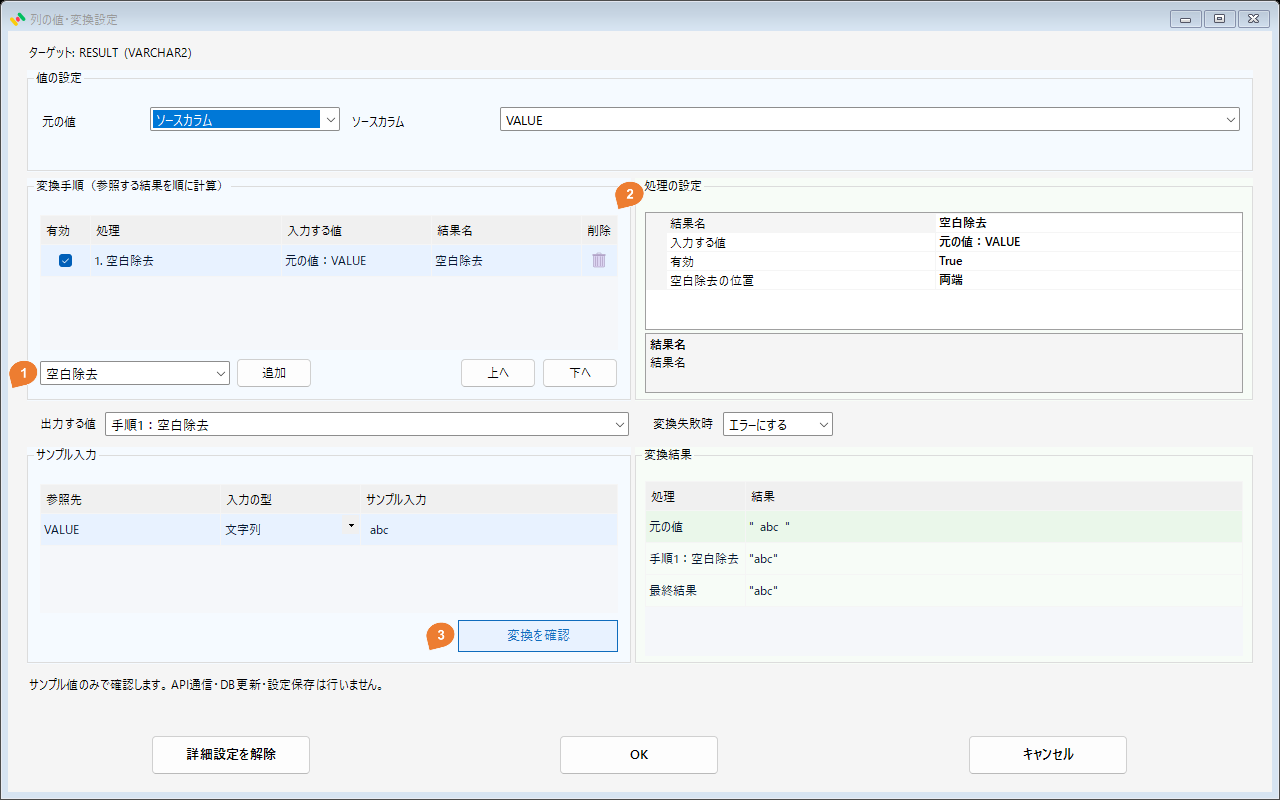 列の値・変換設定
ターゲット: RESULT (VARCHAR2)
値の設定
元の値 ソースカラム ソースカラム VALUE
変換手順（参照する結果を順に計算）
有効 処理 入力する値 結果名 削除
1. 空白除去 元の値：VALUE 空白除去
1 空白除去 追加 上へ 下へ
2 処理の設定
結果名 空白除去
入力する値 元の値：VALUE
有効 True
空白除去の位置 両端
結果名
結果名
出力する値 手順1：空白除去 変換失敗時 エラーにする
サンプル入力
参照先 入力の型 サンプル入力
VALUE 文字列 abc
3 変換を確認
変換結果
処理 結果
元の値 " abc "
手順1：空白除去 "abc"
最終結果 "abc"
サンプル値のみで確認します。API通信・DB更新・設定保存は行いません。
詳細設定を解除 OK キャンセル